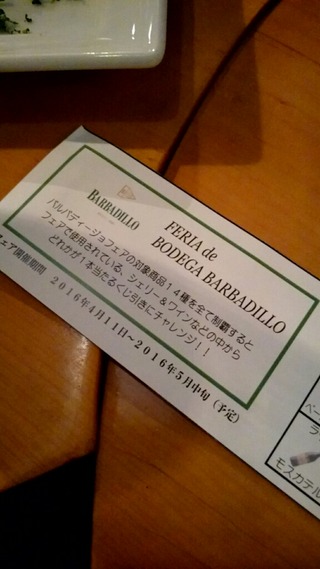 BARBADILLO
FERIA de
BODEGA BARBADILLO
バルバディージョフェアの対象商品１４種を全て制覇すると
フェアで使用されている、シェリー＆ワインなどの中から
どれかが１本当たるくじ引きにチャレンジ！！
フェア開催期間　２０１６年４月１１日～２０１６年５月中旬（予定）
モスカテル